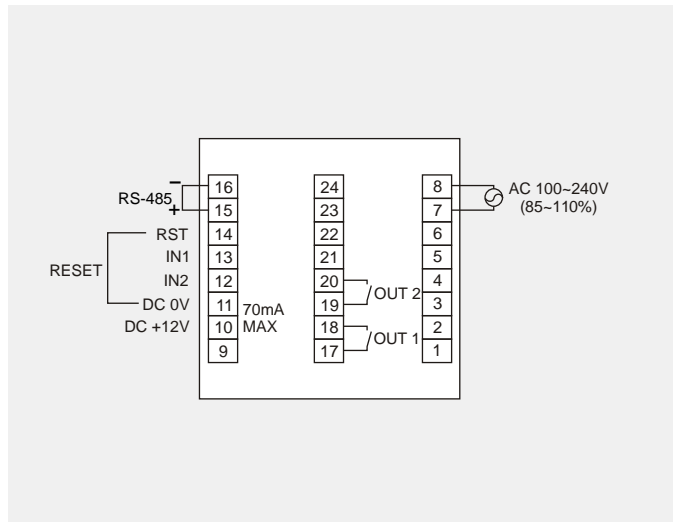 16 24 8 AC 100~240V
− RS-485 + 15 23 7 (85~110%)
RST 14 22 6
IN1 13 21 5
RESET IN2 12 20 4
OUT 2
DC 0V 11 70mA 19 3
DC +12V 10 MAX 18 2
OUT 1
9 17 1